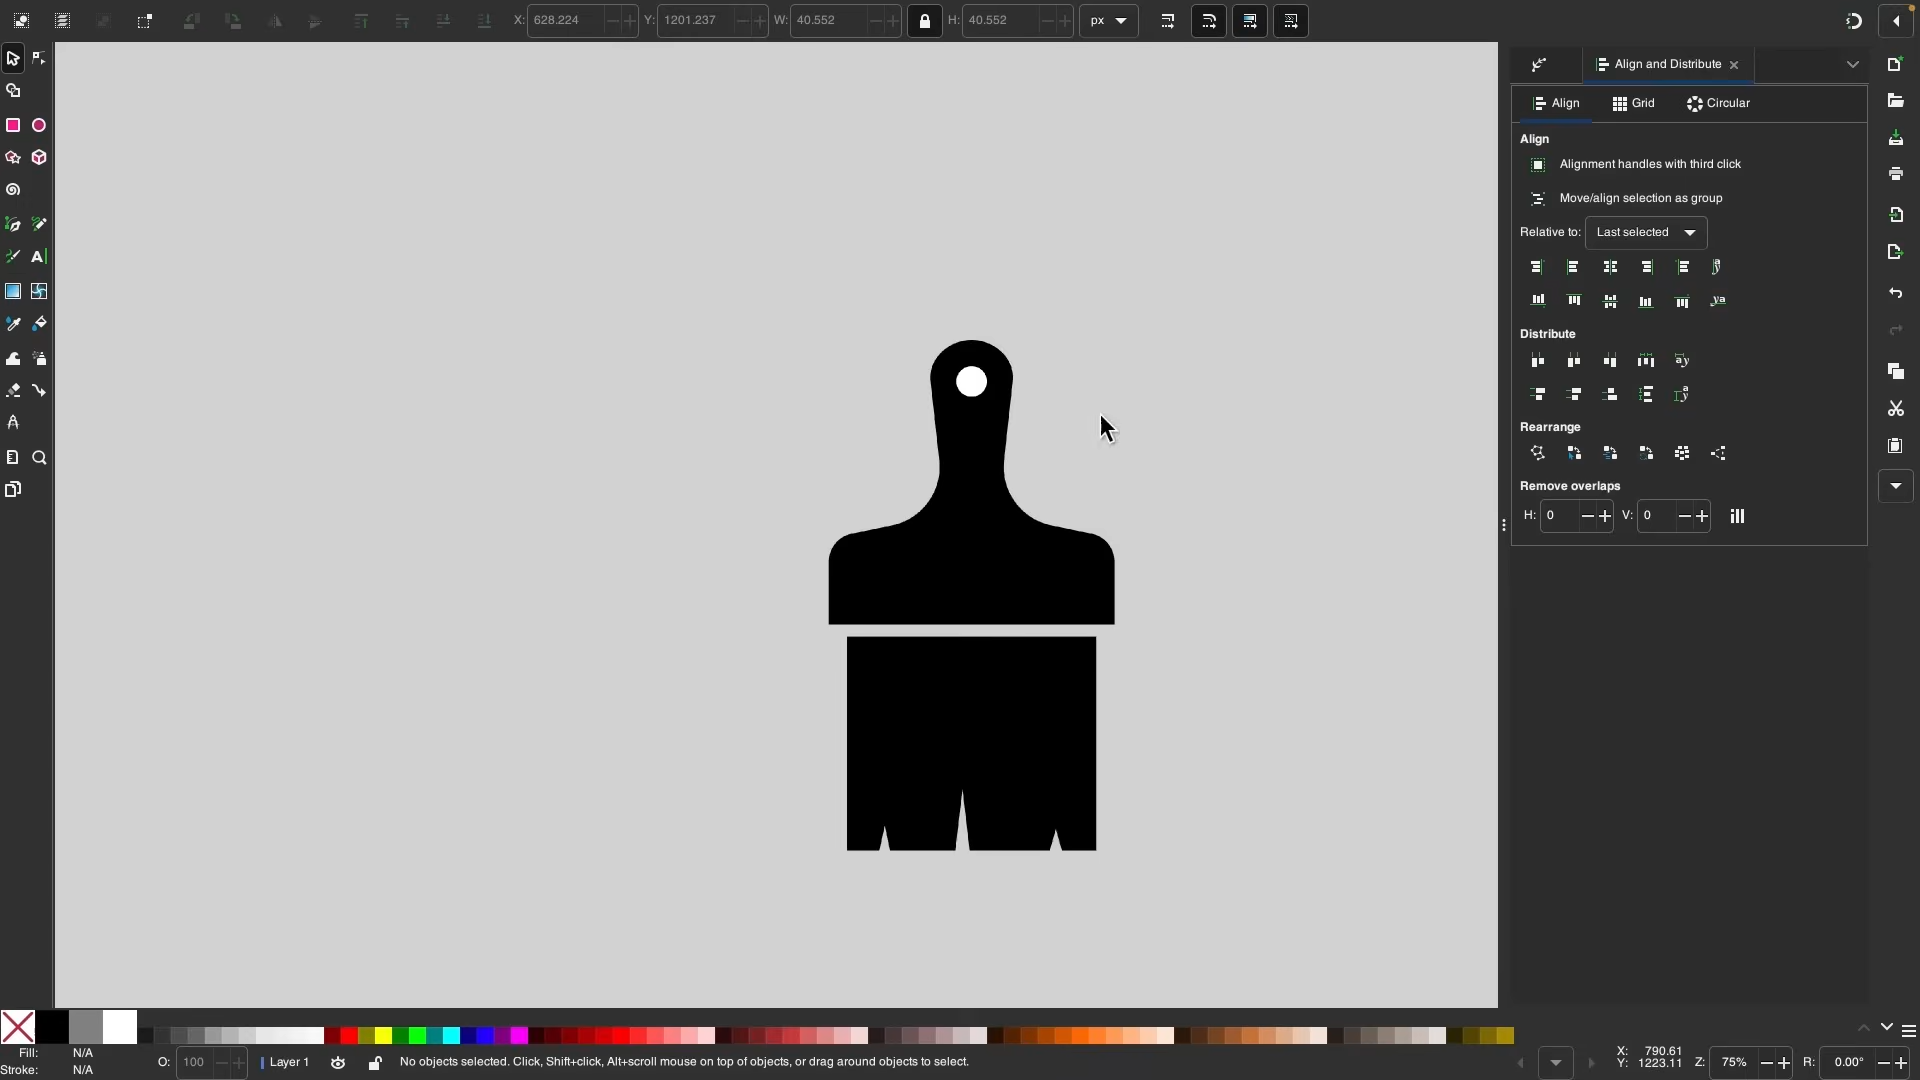 X: 628.224 Y: 1201.237 W: 40.552 H: 40.552 px
Align and Distribute
Align Grid Circular
Align
Alignment handles with third click
Move/align selection as group
Relative to: Last selected
Distribute
Rearrange
Remove overlaps
H: 0 V: 0
Fill: N/A
Stroke: N/A
O: 100 Layer 1 No objects selected. Click, Shift+click, Alt+scroll mouse on top of objects, or drag around objects to select.
X: 790.61
Y: 1223.11
Z: 75% R: 0.00°